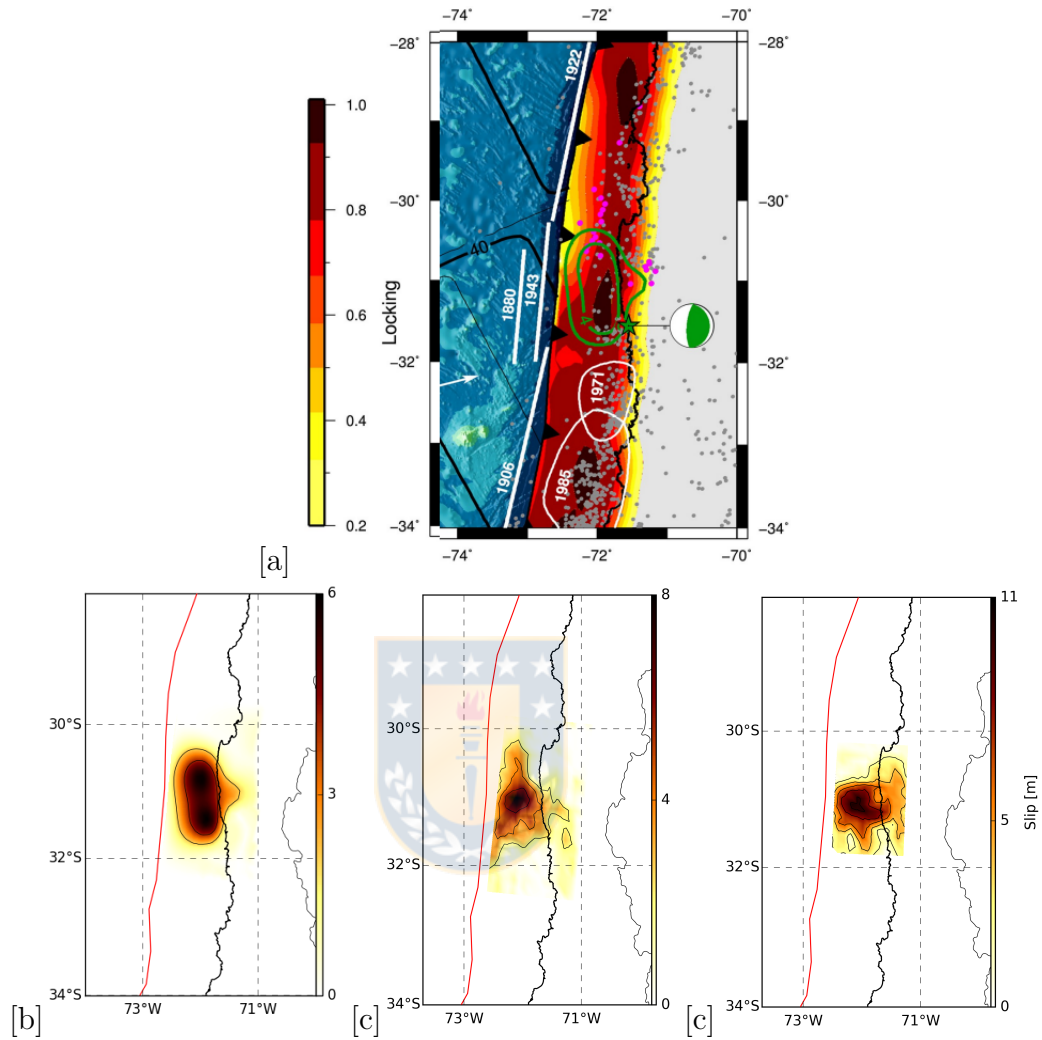 −74° −72° −70°
−28° −28°
1922
1.0
−30° −30°
0.8
40
1880
1943
4
Locking
0.6
−32° −32°
1971
0.4
1906
1985
0.2
−34° −34°
−74° −72° −70°
[a]
6
8
11
30°S
30°S
30°S
3
4
5
Slip [m]
32°S
32°S
32°S
34°S
0
34°S
0
34°S
0
73°W 71°W
73°W 71°W
73°W 71°W
[b]
[c]
[c]